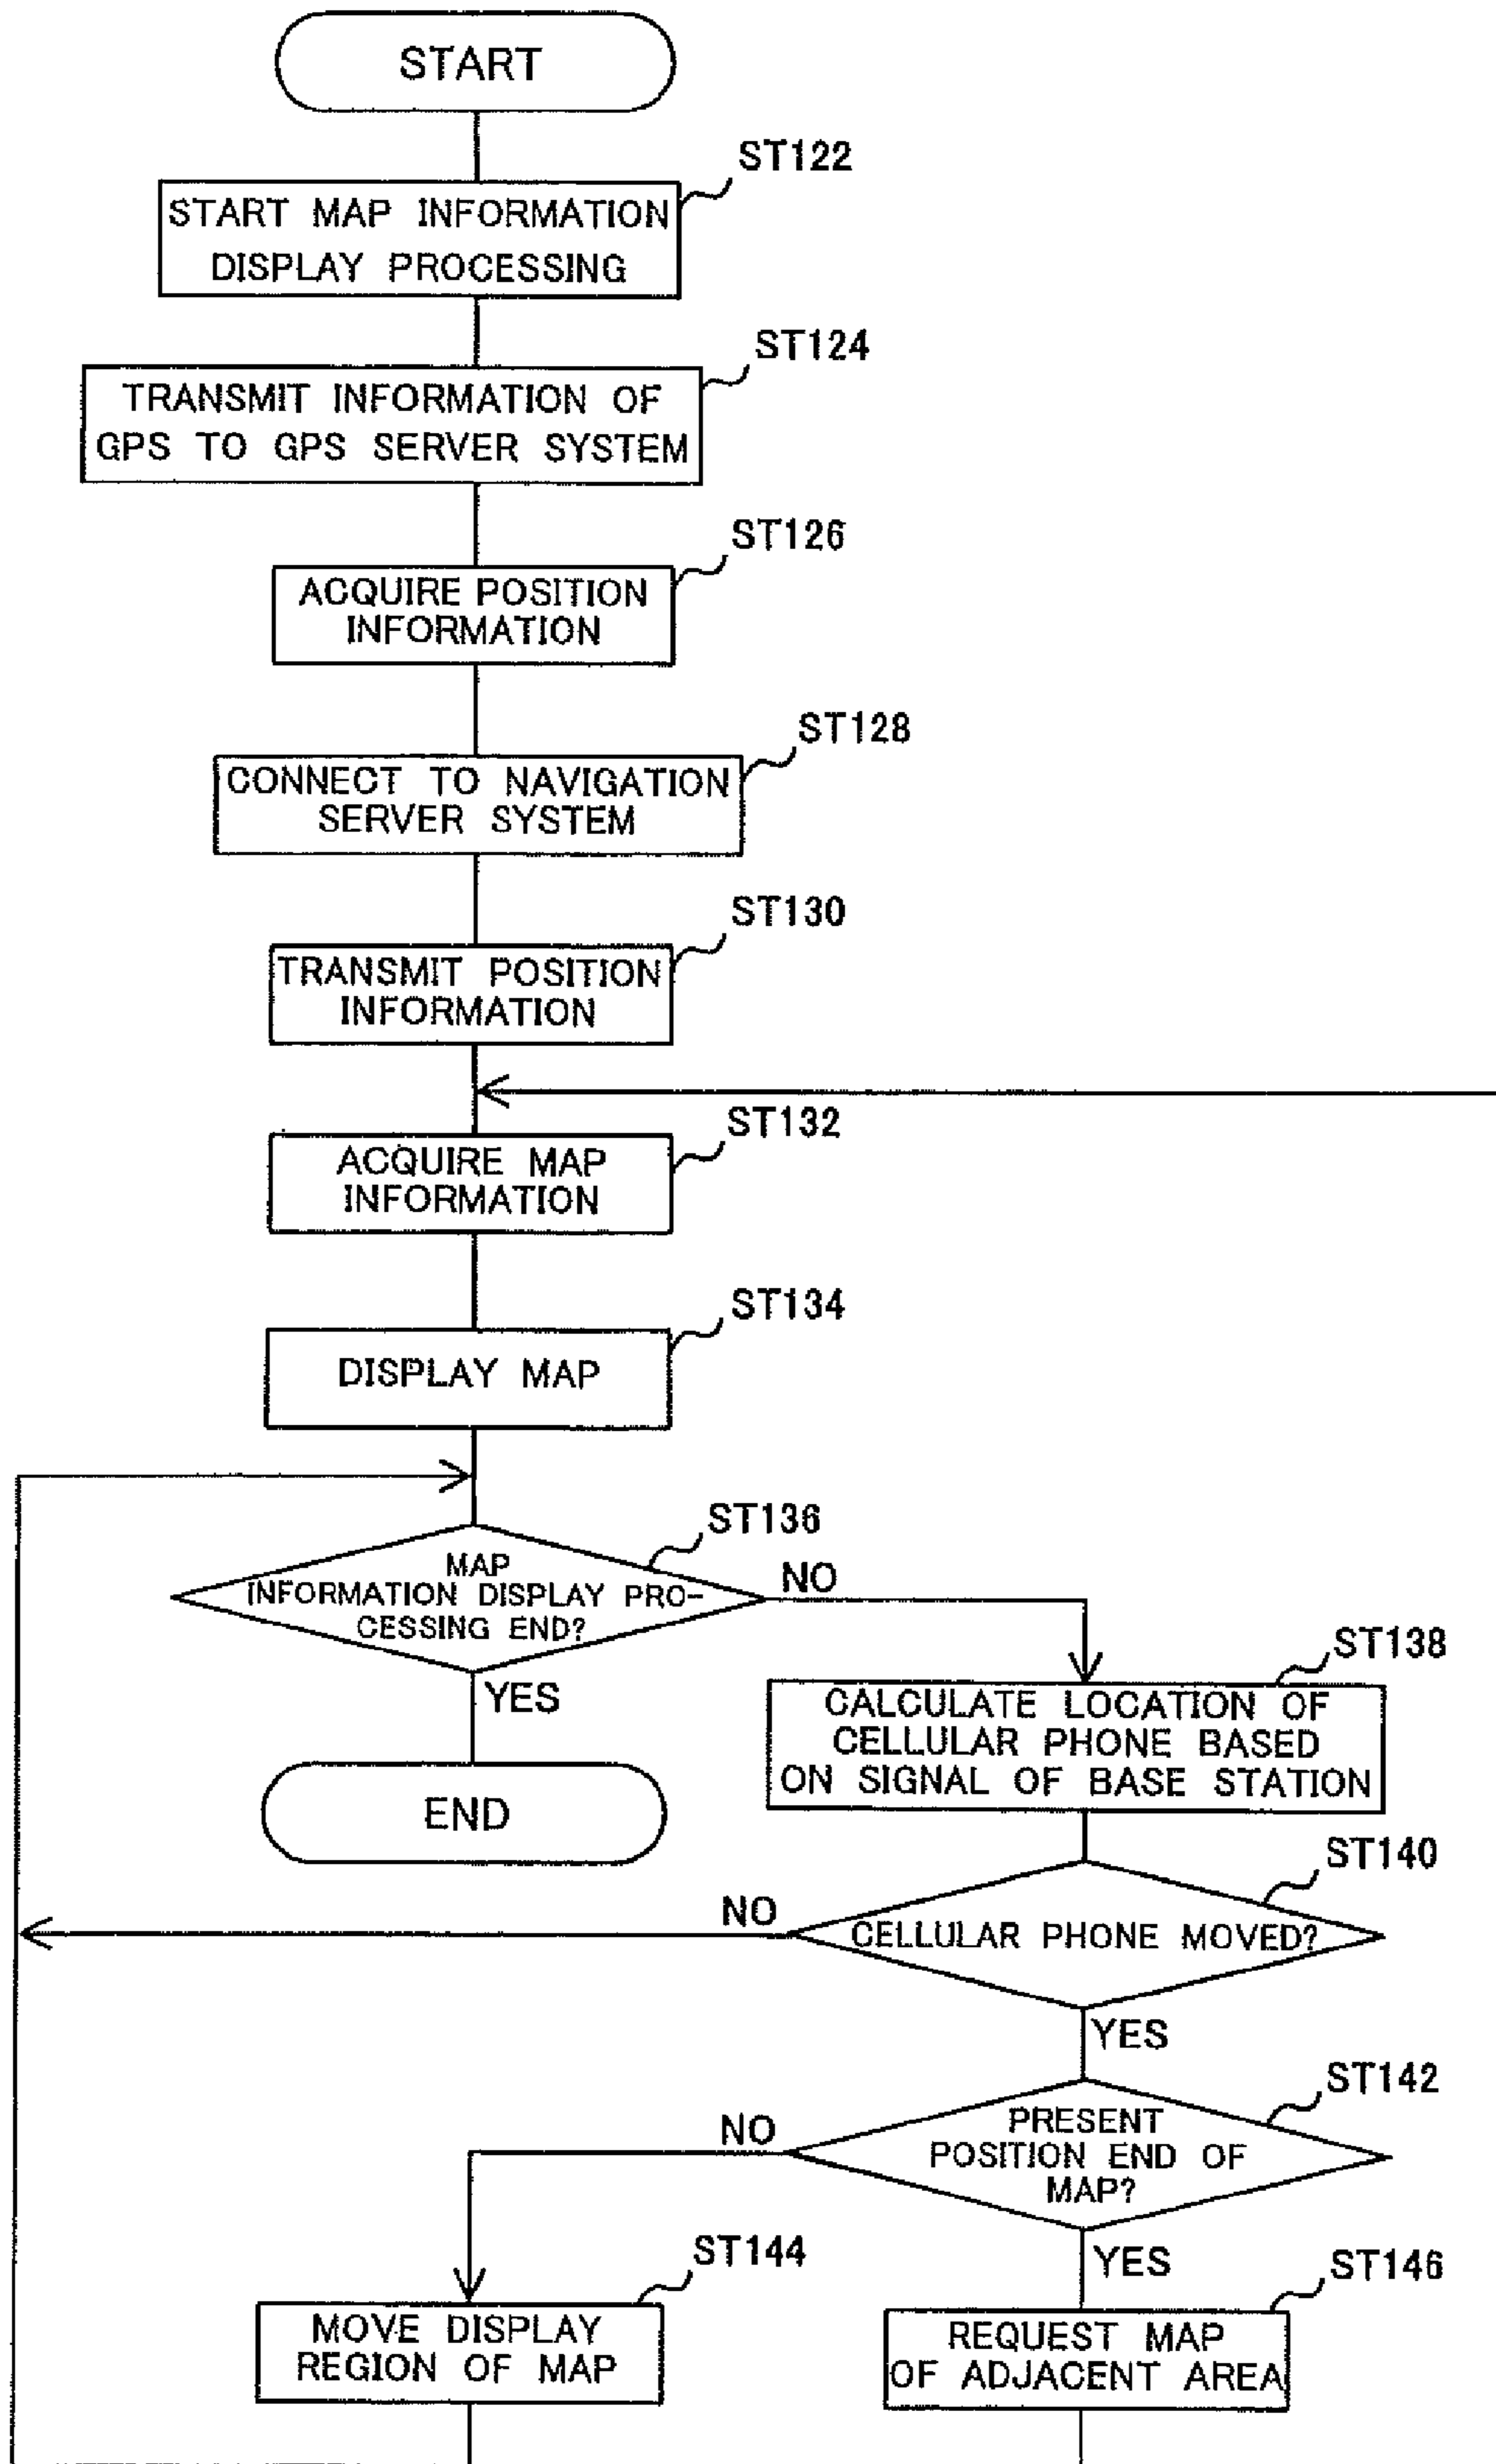 START
ST122
START MAP INFORMATION
DISPLAY PROCESSING
ST124
TRANSMIT INFORMATION OF
GPS TO GPS SERVER SYSTEM
ST126
ACQUIRE POSITION
INFORMATION
ST128
CONNECT TO NAVIGATION
SERVER SYSTEM
ST130
TRANSMIT POSITION
INFORMATION
ST132
ACQUIRE MAP
INFORMATION
ST134
DISPLAY MAP
ST136
MAP
INFORMATION DISPLAY PRO-
CESSING END?
NO
YES
END
ST138
CALCULATE LOCATION OF
CELLULAR PHONE BASED
ON SIGNAL OF BASE STATION
ST140
NO
CELLULAR PHONE MOVED?
YES
ST142
NO
PRESENT
POSITION END OF
MAP?
YES
ST144
MOVE DISPLAY
REGION OF MAP
ST146
REQUEST MAP
OF ADJACENT AREA